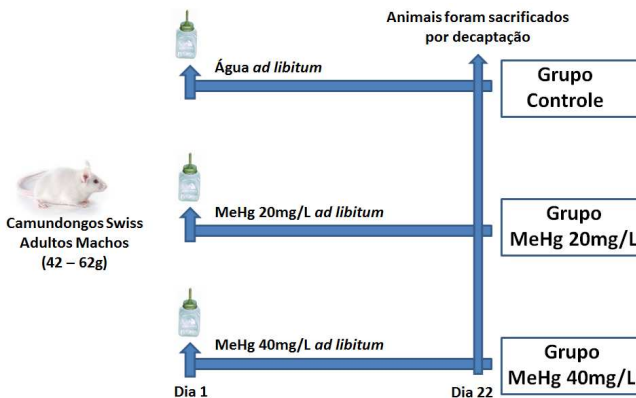 Animais foram sacrificados
por decaptação
Água ad libitum
Grupo
Controle
Camundongos Swiss
Adultos Machos
(42 – 62g)
MeHg 20mg/L ad libitum
Grupo
MeHg 20mg/L
MeHg 40mg/L ad libitum
Grupo
MeHg 40mg/L
Dia 1
Dia 22